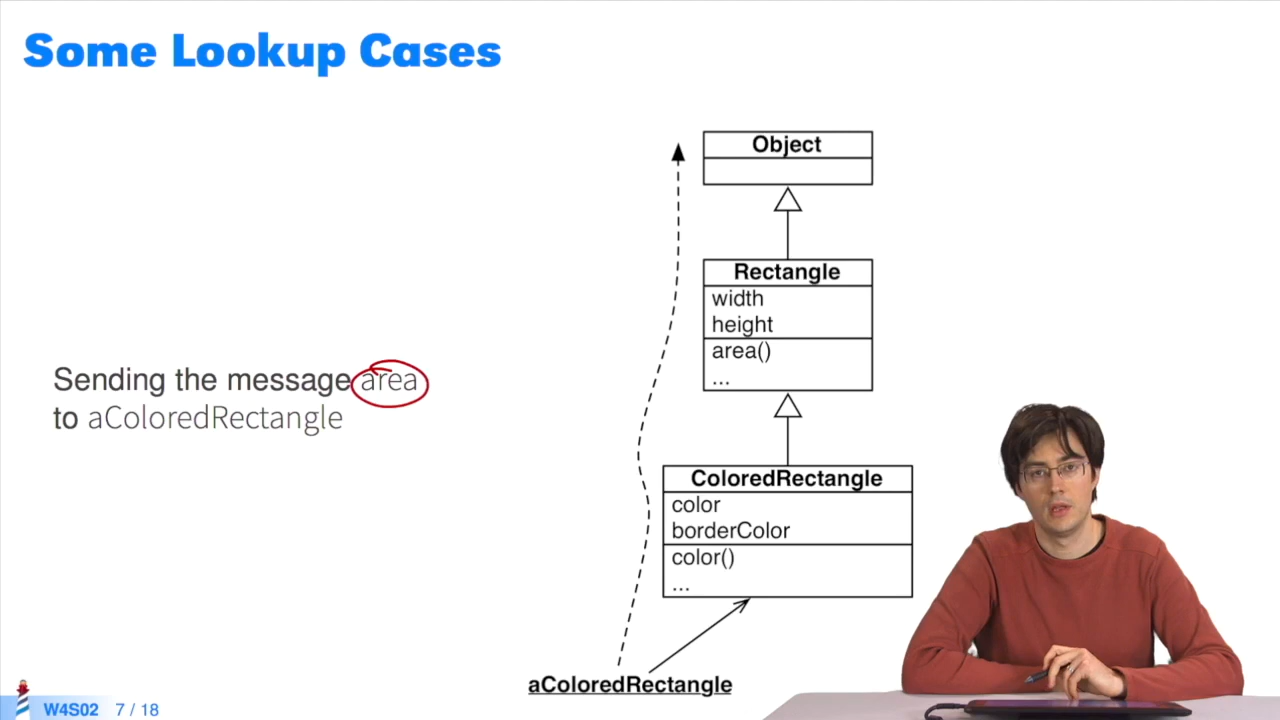 Some Lookup Cases
Sending the message area
to aColoredRectangle
Object
Rectangle
width
height
area()
...
ColoredRectangle
color
borderColor
color()
...
aColoredRectangle
W4S02 7 / 18